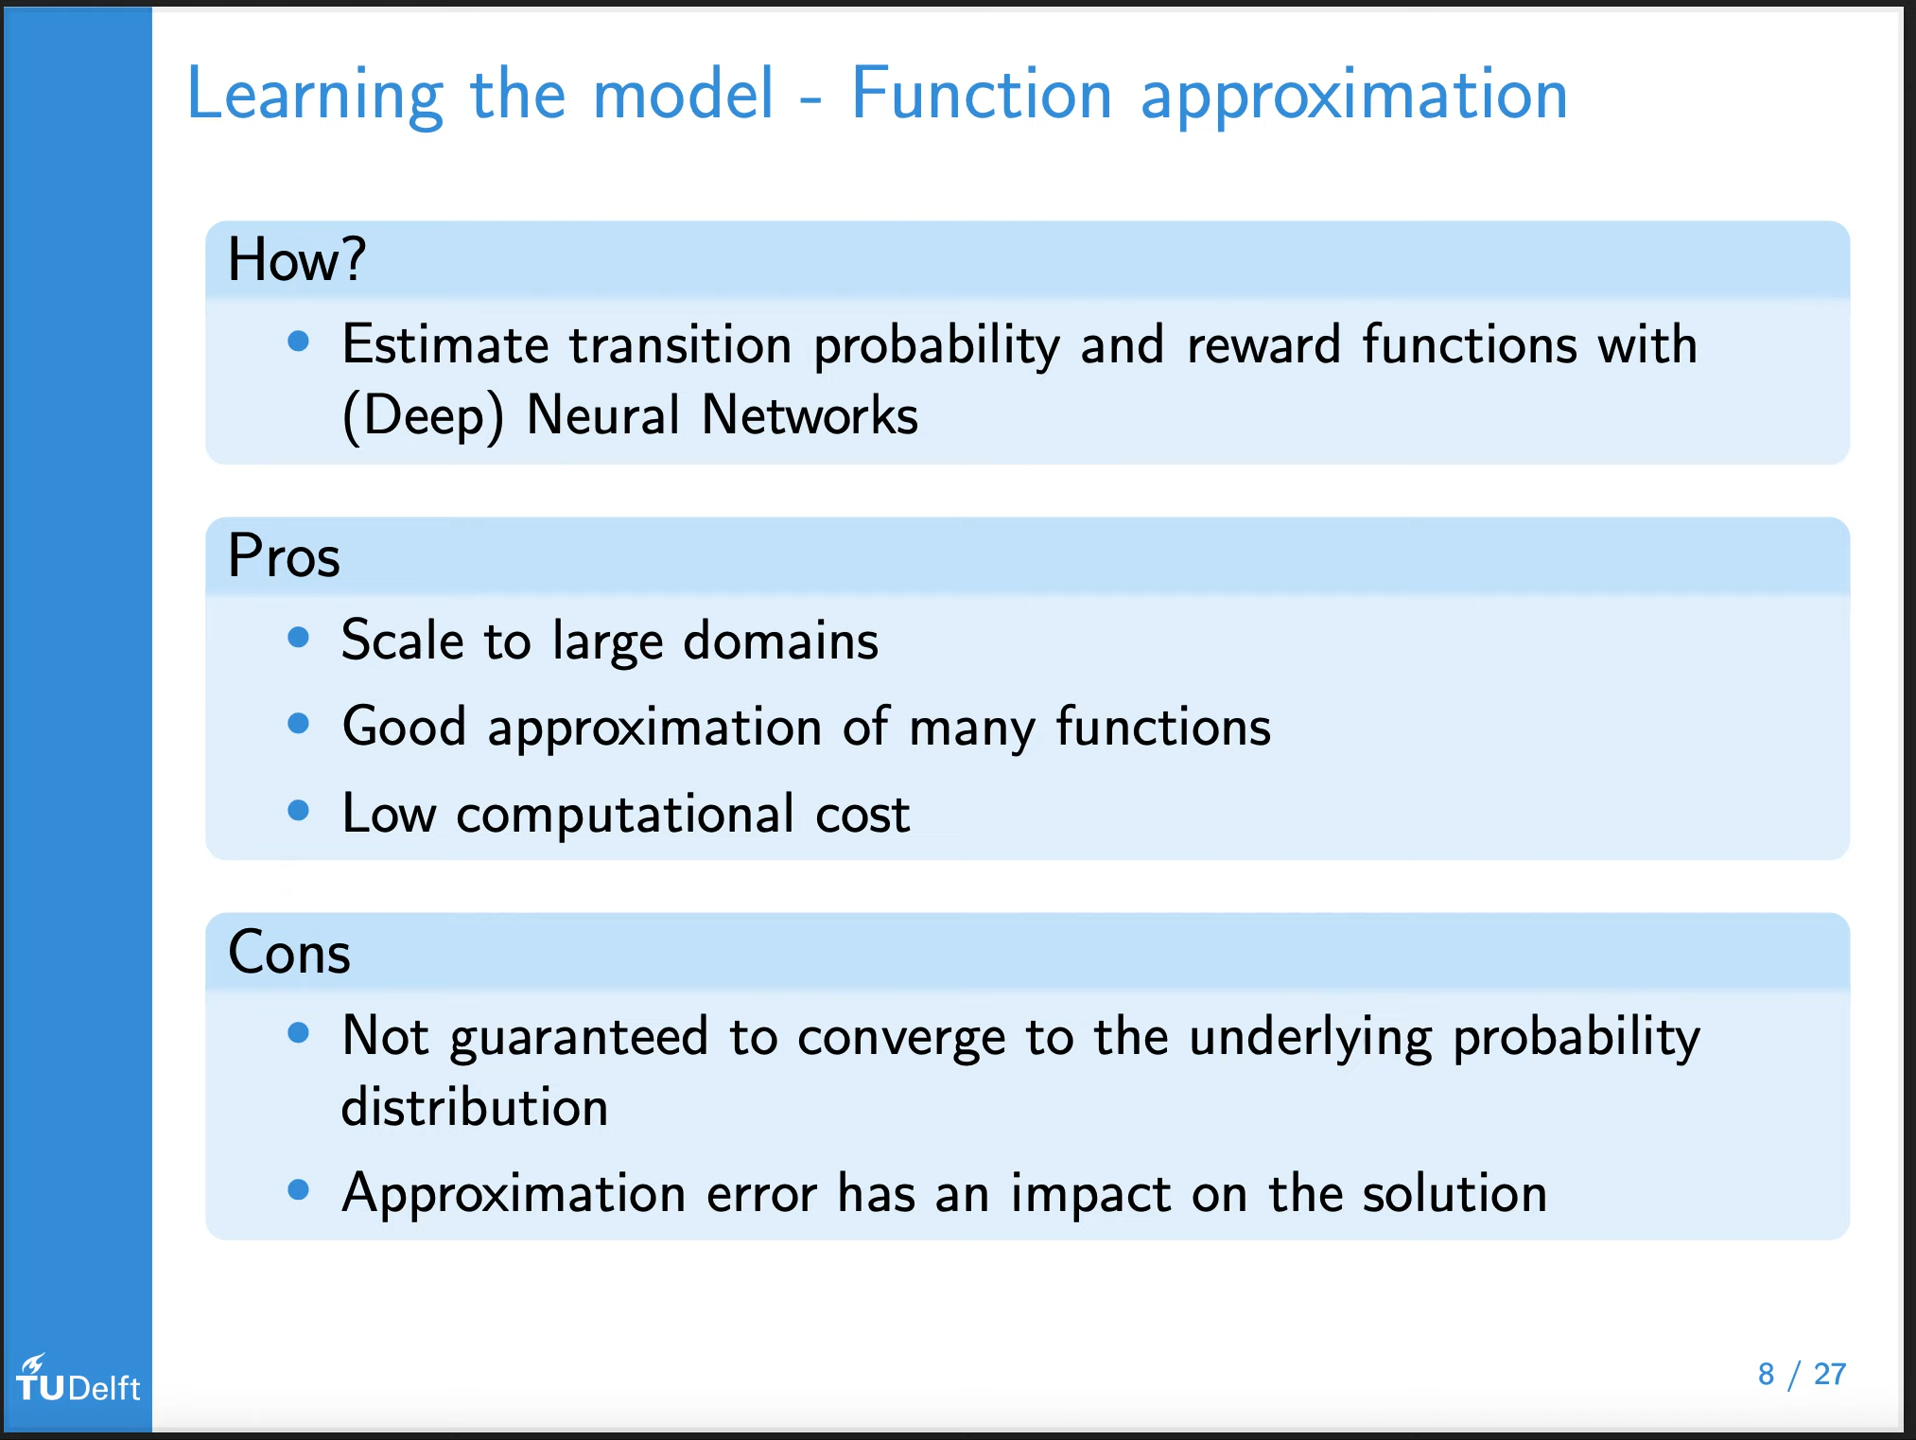 Learning the model - Function approximation
How?
Estimate transition probability and reward functions with
(Deep) Neural Networks
Pros
Scale to large domains
Good approximation of many functions
Low computational cost
Cons
Not guaranteed to converge to the underlying probability
distribution
Approximation error has an impact on the solution
TUDelft
8 / 27